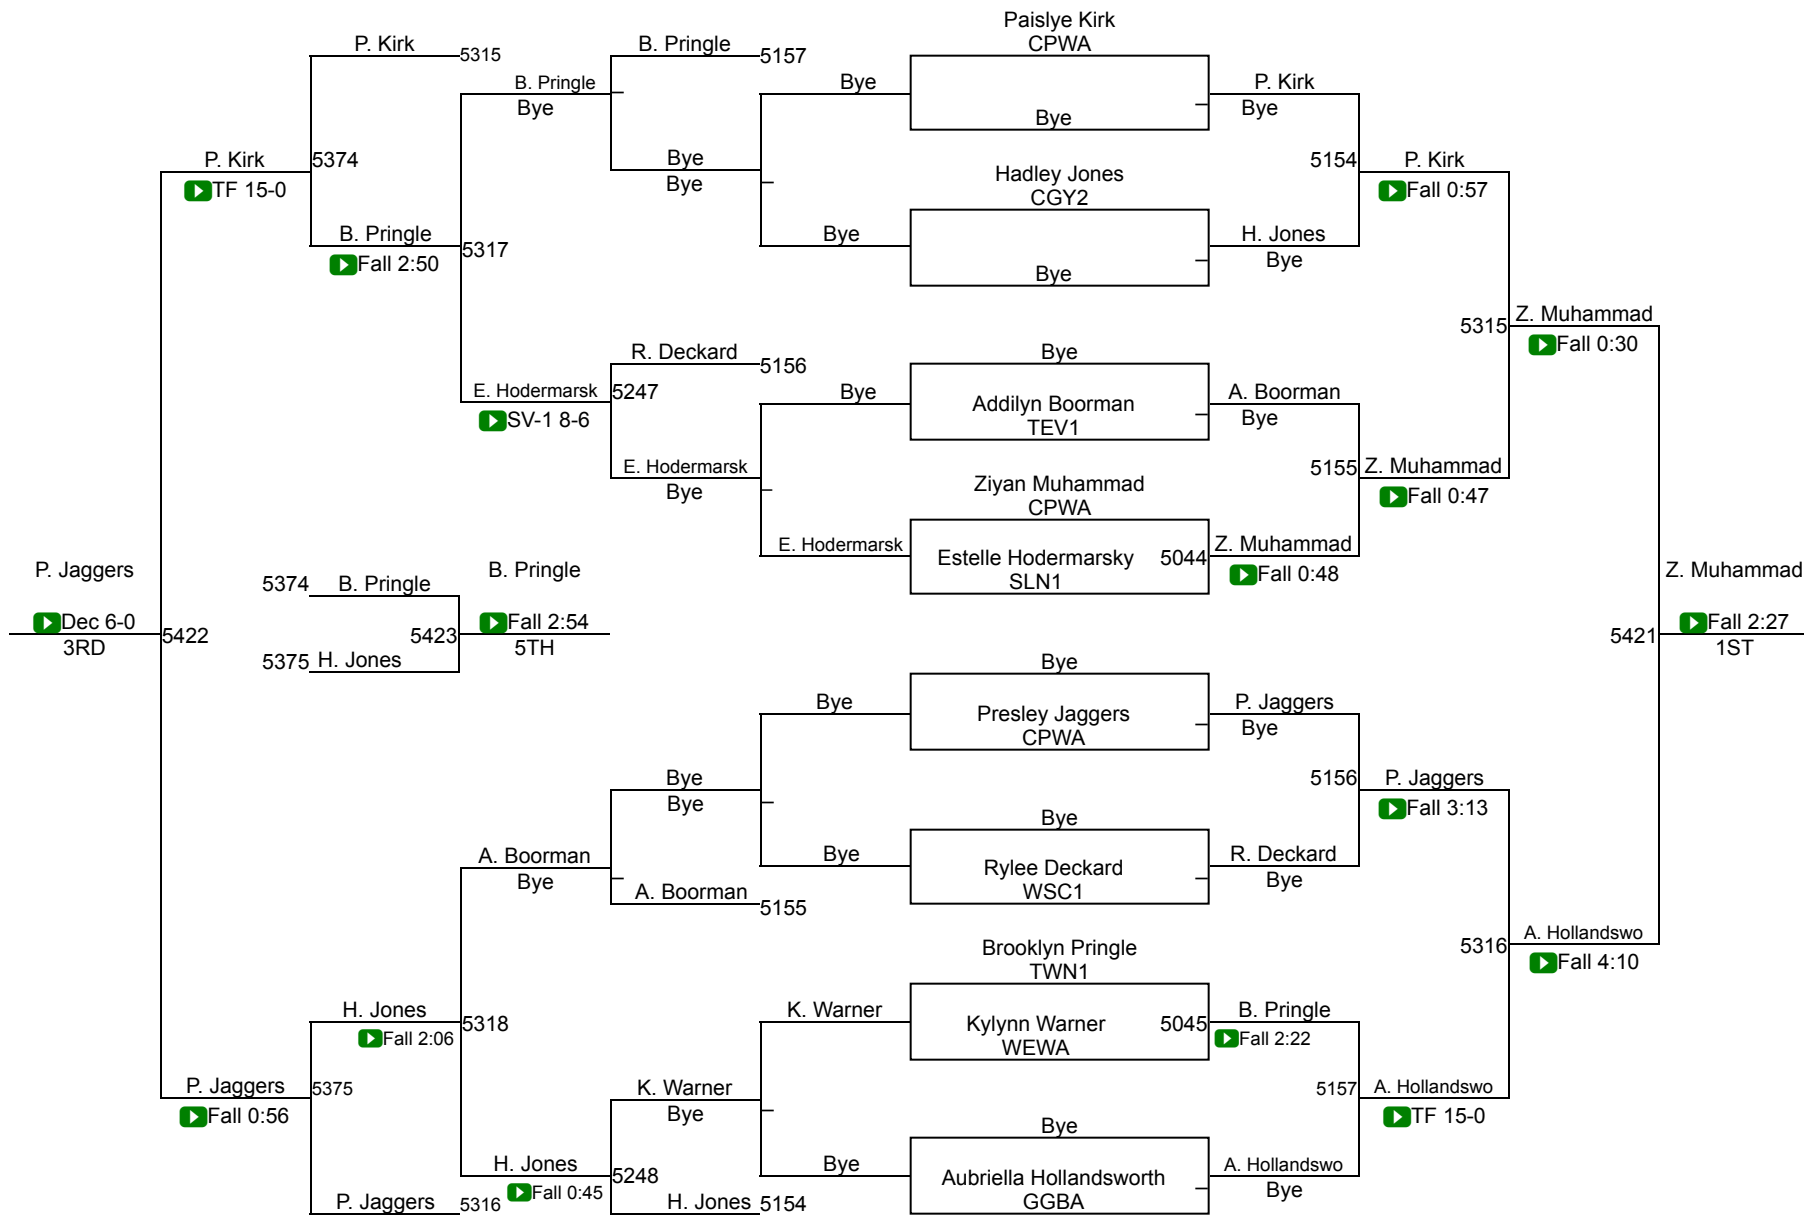 Paislye Kirk
P. Kirk
5315
B. Pringle
5157
CPWA
B. Pringle
Bye
Bye
Bye
P. Kirk
Bye
P. Kirk
TF 15-0
5374
Bye
Bye
Hadley Jones
CGY2
5154
P. Kirk
Fall 0:57
B. Pringle
Fall 2:50
5317
Bye
Bye
H. Jones
Bye
5315
Z. Muhammad
Fall 0:30
R. Deckard
5156
Bye
E. Hodermarsk
SV-1 8-6
5247
Bye
Addilyn Boorman
TEV1
A. Boorman
Bye
E. Hodermarsk
Bye
Ziyan Muhammad
CPWA
5155
Z. Muhammad
Fall 0:47
E. Hodermarsk
Estelle Hodermarsky
SLN1
5044
Z. Muhammad
Fall 0:48
P. Jaggers
Dec 6-0
3RD
5422
5374
B. Pringle
5375
H. Jones
5423
B. Pringle
Fall 2:54
5TH
5421
Z. Muhammad
Fall 2:27
1ST
Bye
Bye
Presley Jaggers
CPWA
P. Jaggers
Bye
Bye
Bye
5156
P. Jaggers
Fall 3:13
Bye
A. Boorman
Bye
Bye
Rylee Deckard
WSC1
R. Deckard
Bye
A. Boorman
5155
5316
A. Hollandswo
Fall 4:10
Brooklyn Pringle
TWN1
H. Jones
Fall 2:06
5318
K. Warner
Kylynn Warner
WEWA
5045
B. Pringle
Fall 2:22
P. Jaggers
Fall 0:56
5375
K. Warner
Bye
5157
A. Hollandswo
TF 15-0
Bye
H. Jones
Fall 0:45
5248
Bye
Aubriella Hollandsworth
GGBA
A. Hollandswo
Bye
P. Jaggers
5316
H. Jones
5154